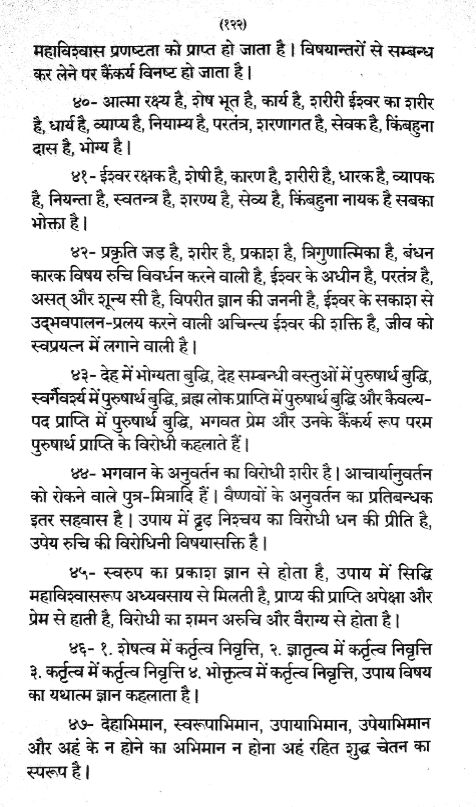 (१२२)
महाविश्वास प्रणष्टता को प्राप्त हो जाता है। विषयान्तरों से सम्बन्ध
कर लेने पर कैंकर्य विनष्ट हो जाता है।
४०- आत्मा रक्ष्य है, शेष भूत है, कार्य है, शरीरी ईश्वर का शरीर
है, धार्य है, व्याप्य है, नियाम्य है, परतंत्र, शरणागत है, सेवक है, किंबहुना
दास है, भोग्य है।
४१- ईश्वर रक्षक है, शेषी है, कारण है, शरीरी है, धारक है, व्यापक
है, नियन्ता है, स्वतन्त्र है, शरण्य है, सेव्य है, किंबहुना नायक है सबका
भोक्ता है।
४२- प्रकृति जड़ है, शरीर है, प्रकाश है, त्रिगुणात्मिका है, बंधन
कारक विषय रुचि विवर्धन करने वाली है, ईश्वर के अधीन है, परतंत्र है,
असत् और शून्य सी है, विपरीत ज्ञान की जननी है, ईश्वर के सकाश से
उद्भवपालन-प्रलय करने वाली अचिन्त्य ईश्वर की शक्ति है, जीव को
स्वप्रयत्न में लगाने वाली है।
४३- देह में भोग्यता बुद्धि, देह सम्बन्धी वस्तुओं में पुरुषार्थ बुद्धि,
स्वर्गैवर्श्य में पुरुषार्थ बुद्धि, ब्रह्म लोक प्राप्ति में पुरुषार्थ बुद्धि और कैवल्य-
पद प्राप्ति में पुरुषार्थ बुद्धि, भगवत प्रेम और उनके कैंकर्य रूप परम
पुरुषार्थ प्राप्ति के विरोधी कहलाते हैं।
४४- भगवान के अनुवर्तन का विरोधी शरीर है। आचार्यानुवर्तन
को रोकने वाले पुत्र-मित्रादि हैं। वैष्णवों के अनुवर्तन का प्रतिबन्धक
इतर सहवास है। उपाय में द्वृद निश्चय का विरोधी धन की प्रीति है,
उपेय रुचि की विरोधिनी विषयासक्ति है।
४५- स्वरुप का प्रकाश ज्ञान से होता है, उपाय में सिद्धि
महाविश्वासरूप अध्यवसाय से मिलती है, प्राप्य की प्राप्ति अपेक्षा और
प्रेम से हाती है, विरोधी का शमन अरुचि और वैराग्य से होता है।
४६- १. शेषत्व में कर्तृत्व निवृत्ति, २. ज्ञातृत्व में कर्तृत्व निवृत्ति
३. कर्तृत्व में कर्तृत्व निवृत्ति ४. भोक्तृत्व में कर्तृत्व निवृत्ति, उपाय विषय
का यथात्म ज्ञान कहलाता है।
४७- देहाभिमान, स्वरूपाभिमान, उपायाभिमान, उपेयाभिमान
और अहं के न होने का अभिमान न होना अहं रहित शुद्ध चेतन का
स्परूप है।